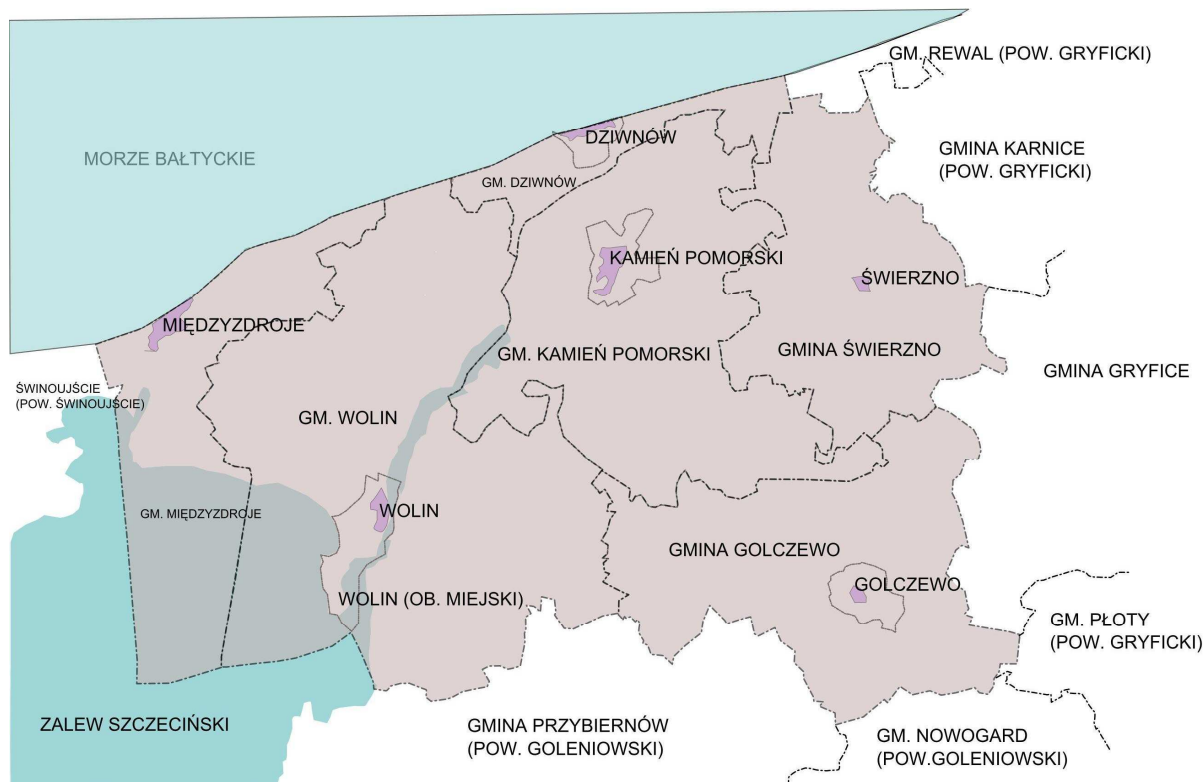 GM. REWAL (POW. GRYFICKI)
DZIWNÓW
MORZE BAŁTYCKIE
GMINA KARNICE
(POW. GRYFICKI)
GM. DZIWNÓW
KAMIEŃ POMORSKI
ŚWIERZNO
MIĘDZYZDROJE
GM. KAMIEŃ POMORSKI
GMINA ŚWIERZNO
GMINA GRYFICE
ŚWINOUJŚCIE
(POW. ŚWINOUJŚCIE)
GM. WOLIN
GM. MIĘDZYZDROJE
WOLIN
GMINA GOLCZEWO
GOLCZEWO
WOLIN (OB. MIEJSKI)
GM. PŁOTY
(POW. GRYFICKI)
ZALEW SZCZECIŃSKI
GMINA PRZYBIERNÓW
(POW. GOLENIOWSKI)
GM. NOWOGARD
(POW.GOLENIOWSKI)